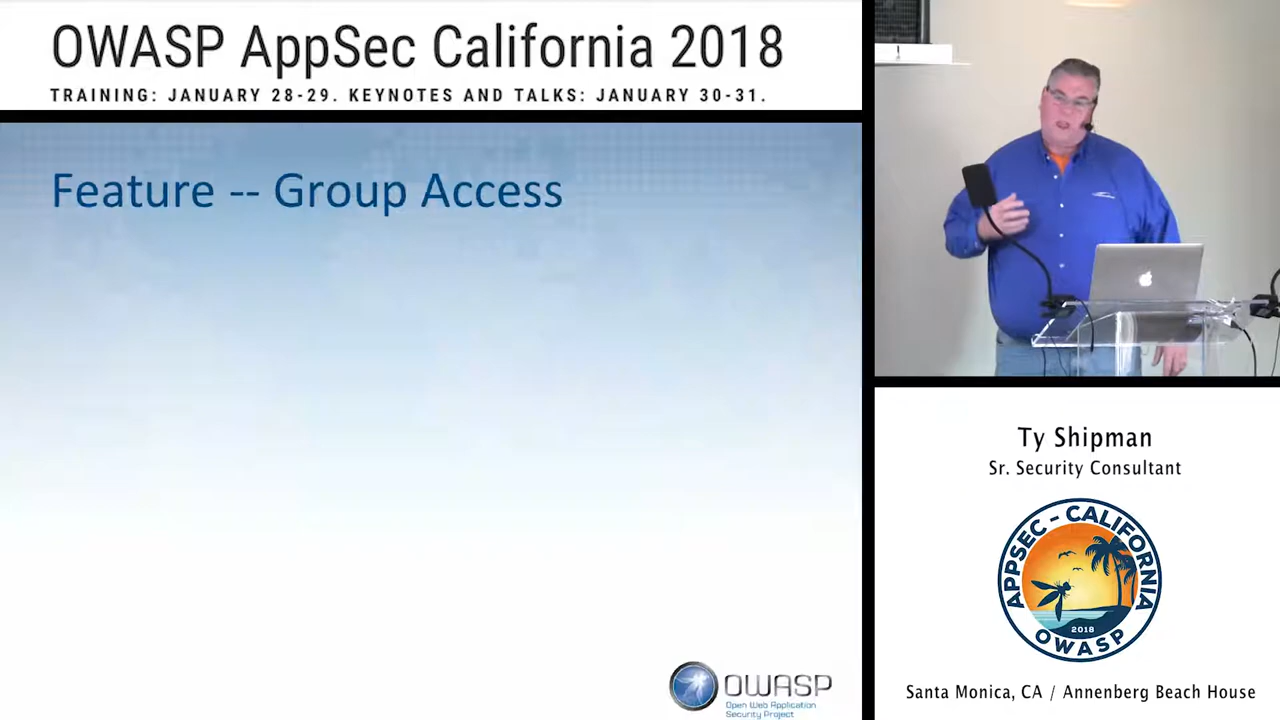 OWASP AppSec California 2018
TRAINING: JANUARY 28-29. KEYNOTES AND TALKS: JANUARY 30-31.
Feature -- Group Access
OWASP
Open Web Application
Security Project
Ty Shipman
Sr. Security Consultant
APPSEC - CALIFORNIA
2018
OWASP
Santa Monica, CA / Annenberg Beach House